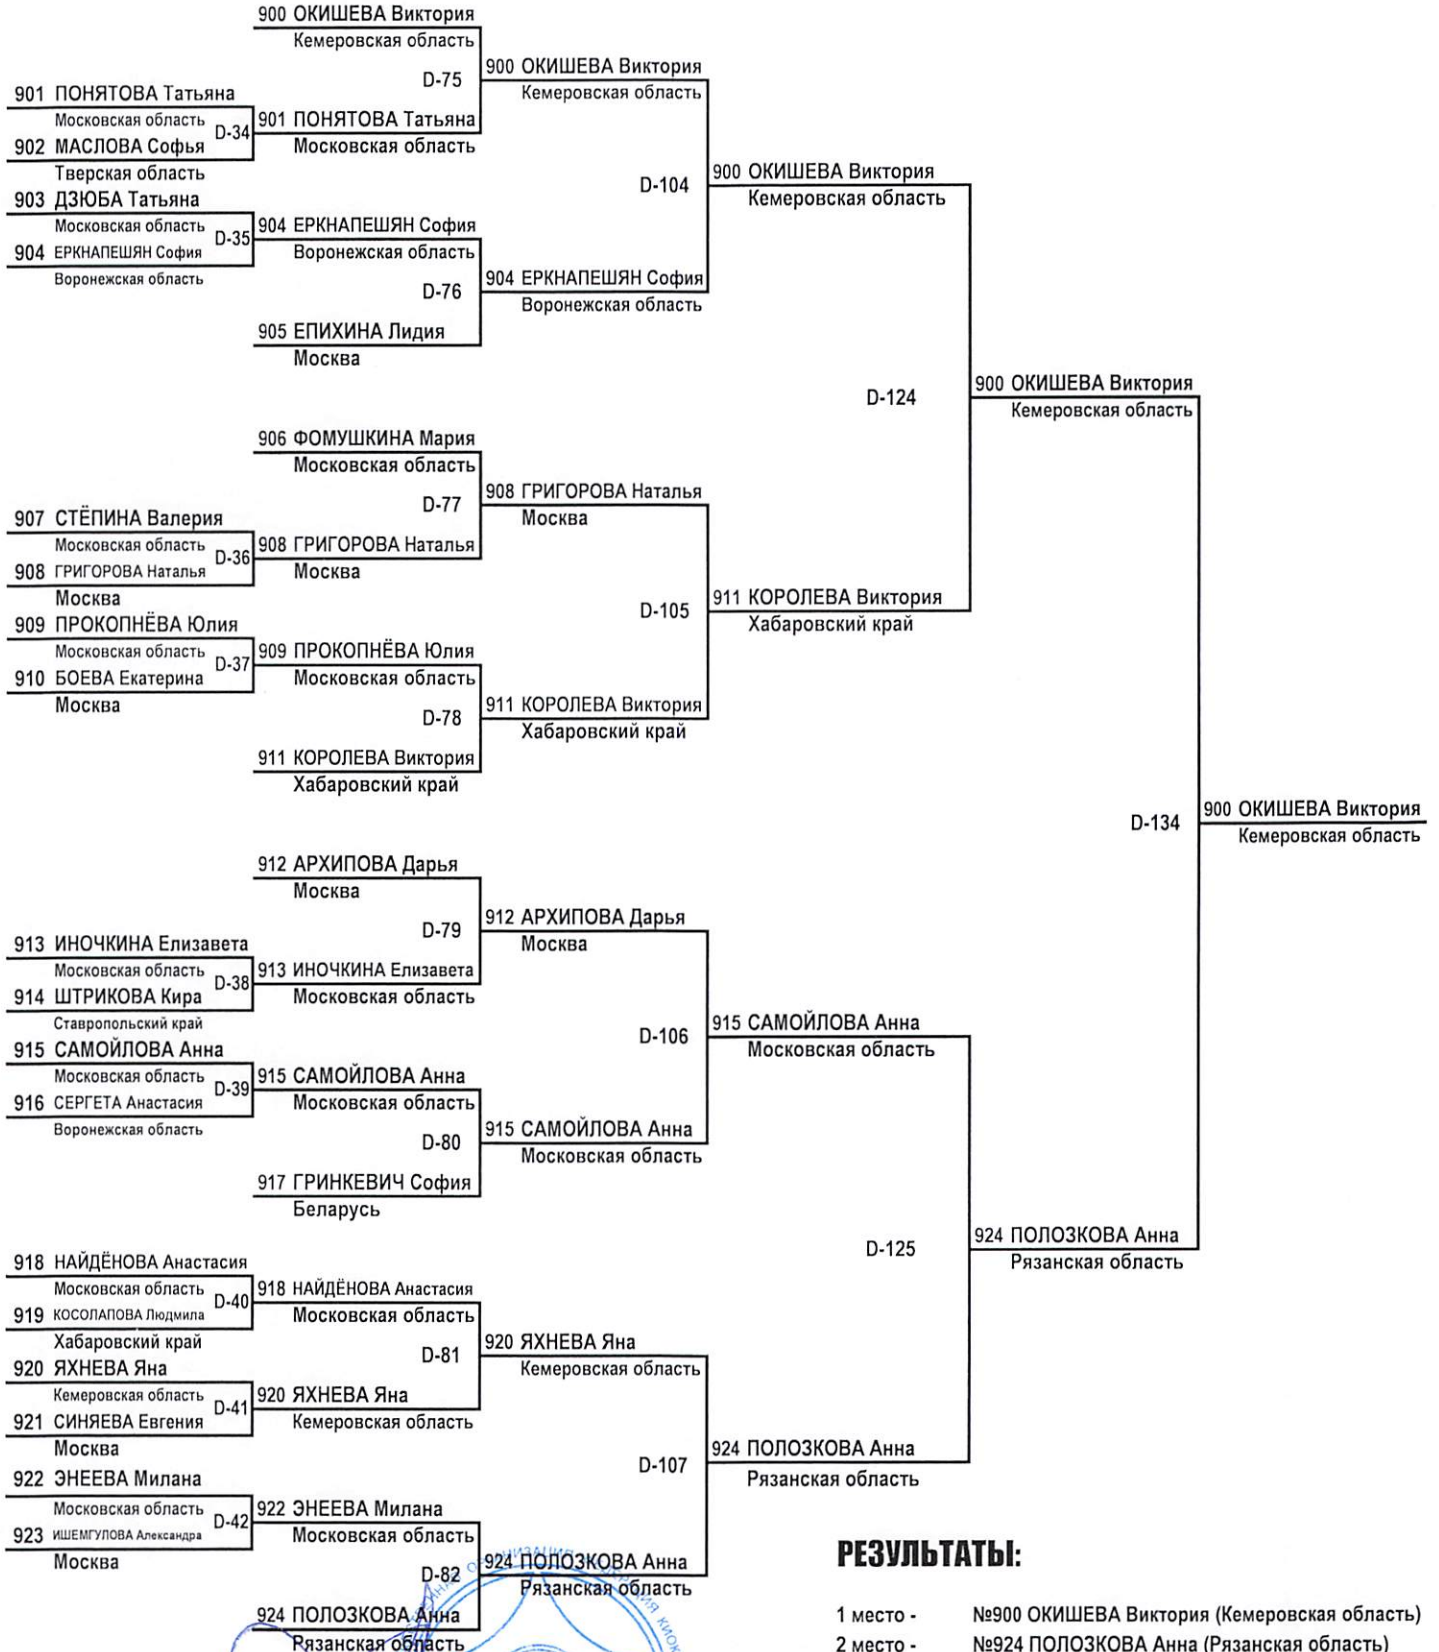 900 ОКИШЕВА Виктория
Кемеровская область
D-75
900 ОКИШЕВА Виктория
Кемеровская область
901 ПОНЯТОВА Татьяна
Московская область
D-34
901 ПОНЯТОВА Татьяна
Московская область
902 МАСЛОВА Софья
Тверская область
D-104
900 ОКИШЕВА Виктория
Кемеровская область
903 ДЗЮБА Татьяна
Московская область
D-35
904 ЕРКНАПЕШЯН София
Воронежская область
904 ЕРКНАПЕШЯН София
Воронежская область
D-76
904 ЕРКНАПЕШЯН София
Воронежская область
905 ЕПИХИНА Лидия
Москва
D-124
900 ОКИШЕВА Виктория
Кемеровская область
906 ФОМУШКИНА Мария
Московская область
D-77
908 ГРИГОРОВА Наталья
Москва
907 СТЁПИНА Валерия
Московская область
D-36
908 ГРИГОРОВА Наталья
Москва
908 ГРИГОРОВА Наталья
Москва
D-105
911 КОРОЛЕВА Виктория
Хабаровский край
909 ПРОКОПНЁВА Юлия
Московская область
D-37
909 ПРОКОПНЁВА Юлия
Московская область
910 БОЕВА Екатерина
Москва
D-78
911 КОРОЛЕВА Виктория
Хабаровский край
911 КОРОЛЕВА Виктория
Хабаровский край
D-134
900 ОКИШЕВА Виктория
Кемеровская область
912 АРХИПОВА Дарья
Москва
D-79
912 АРХИПОВА Дарья
Москва
913 ИНОЧКИНА Елизавета
Московская область
D-38
913 ИНОЧКИНА Елизавета
Московская область
914 ШТРИКОВА Кира
Ставропольский край
D-106
915 САМОЙЛОВА Анна
Московская область
915 САМОЙЛОВА Анна
Московская область
D-39
915 САМОЙЛОВА Анна
Московская область
916 СЕРГЕТА Анастасия
Воронежская область
D-80
915 САМОЙЛОВА Анна
Московская область
917 ГРИНКЕВИЧ София
Беларусь
D-125
924 ПОЛОЗКОВА Анна
Рязанская область
918 НАЙДЁНОВА Анастасия
Московская область
D-40
918 НАЙДЁНОВА Анастасия
Московская область
919 КОСОЛАПОВА Людмила
Хабаровский край
D-81
920 ЯХНЕВА Яна
Кемеровская область
920 ЯХНЕВА Яна
Кемеровская область
D-41
920 ЯХНЕВА Яна
Кемеровская область
921 СИНЯЕВА Евгения
Москва
D-107
924 ПОЛОЗКОВА Анна
Рязанская область
922 ЭНЕЕВА Милана
Московская область
D-42
922 ЭНЕЕВА Милана
Московская область
923 ИШЕМГУЛОВА Александра
Москва
D-82
924 ПОЛОЗКОВА Анна
Рязанская область
924 ПОЛОЗКОВА Анна
Рязанская область
РЕЗУЛЬТАТЫ:
1 место - №900 ОКИШЕВА Виктория (Кемеровская область)
2 место - №924 ПОЛОЗКОВА Анна (Рязанская область)